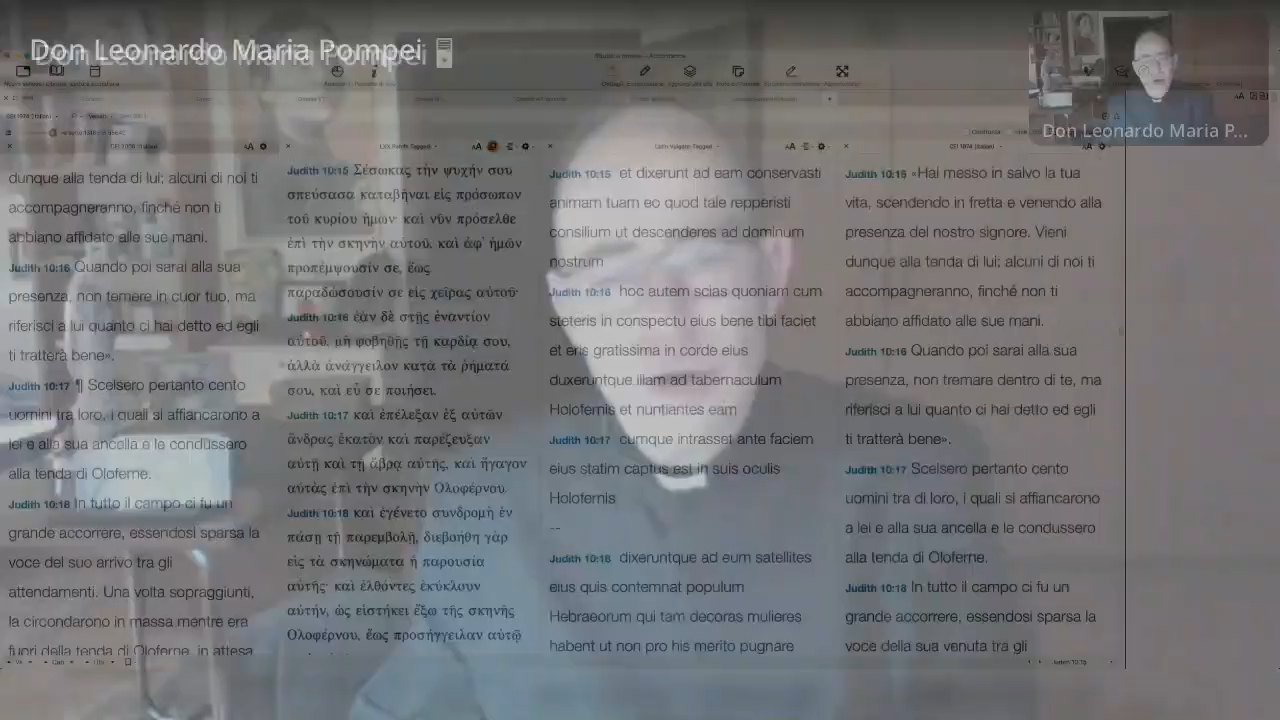 Don Leonardo Maria Pompei
Don Leonardo Maria P...
dunque alla tenda di lui; alcuni di noi ti
accompagneranno, finché non ti
abbiano affidato alle sue mani.
Judith 10:16 Quando poi sarai alla sua
presenza, non temere in cuor tuo, ma
riferisci a lui quanto ci hai detto ed egli
ti tratterà bene».
Judith 10:17 ¶ Scelsero pertanto cento
uomini tra loro, i quali si affiancarono a
lei e alla sua ancella e le condussero
alla tenda di Oloferne.
Judith 10:18 In tutto il campo ci fu un
grande accorrere, essendosi sparsa la
voce del suo arrivo tra gli
attendamenti. Una volta sopraggiunti,
la circondarono in massa mentre era
fuori della tenda di Oloferne, in attesa
LXX Rahlfs Tagged
Judith 10:15 Σέσωκας τὴν ψυχήν σου
σπεύσασα καταβῆναι εἰς πρόσωπον
τοῦ κυρίου ἡμῶν· καὶ νῦν πρόσελθε
ἐπὶ τὴν σκηνὴν αὐτοῦ, καὶ ἀφ᾿ ἡμῶν
προπέμψουσίν σε, ἕως
παραδώσουσίν σε εἰς χεῖρας αὐτοῦ·
Judith 10:16 ἐὰν δὲ στῇς ἐναντίον
αὐτοῦ, μὴ φοβηθῇς τῇ καρδίᾳ σου,
ἀλλὰ ἀνάγγειλον κατὰ τὰ ῥήματά
σου, καὶ εὖ σε ποιήσει.
Judith 10:17 καὶ ἐπέλεξαν ἐξ αὐτῶν
ἄνδρας ἑκατὸν καὶ παρέζευξαν
αὐτῇ καὶ τῇ ἅβρᾳ αὐτῆς, καὶ ἤγαγον
αὐτὰς ἐπὶ τὴν σκηνὴν Ολοφέρνου.
Judith 10:18 καὶ ἐγένετο συνδρομὴ ἐν
πάσῃ τῇ παρεμβολῇ, διεβοήθη γὰρ
εἰς τὰ σκηνώματα ἡ παρουσία
αὐτῆς· καὶ ἐλθόντες ἐκύκλουν
αὐτήν, ὡς εἱστήκει ἔξω τῆς σκηνῆς
Ολοφέρνου, ἕως προσήγγειλαν αὐτῷ
Latin Vulgate Tagged
Judith 10:15 et dixerunt ad eam conservasti
animam tuam eo quod tale repperisti
consilium ut descenderes ad dominum
nostrum
Judith 10:16 hoc autem scias quoniam cum
steteris in conspectu eius bene tibi faciet
et eris gratissima in corde eius
duxeruntque illam ad tabernaculum
Holofernis et nuntiantes eam
Judith 10:17 cumque intrasset ante faciem
eius statim captus est in suis oculis
Holofernis
--
Judith 10:18 dixeruntque ad eum satellites
eius quis contemnat populum
Hebraeorum qui tam decoras mulieres
habent ut non pro his merito pugnare
CEI 1974 (Italian)
Judith 10:15 «Hai messo in salvo la tua
vita, scendendo in fretta e venendo alla
presenza del nostro signore. Vieni
dunque alla tenda di lui; alcuni di noi ti
accompagneranno, finché non ti
abbiano affidato alle sue mani.
Judith 10:16 Quando poi sarai alla sua
presenza, non tremare dentro di te, ma
riferisci a lui quanto ci hai detto ed egli
ti tratterà bene».
Judith 10:17 Scelsero pertanto cento
uomini tra di loro, i quali si affiancarono
a lei e alla sua ancella e le condussero
alla tenda di Oloferne.
Judith 10:18 In tutto il campo ci fu un
grande accorrere, essendosi sparsa la
voce della sua venuta tra gli